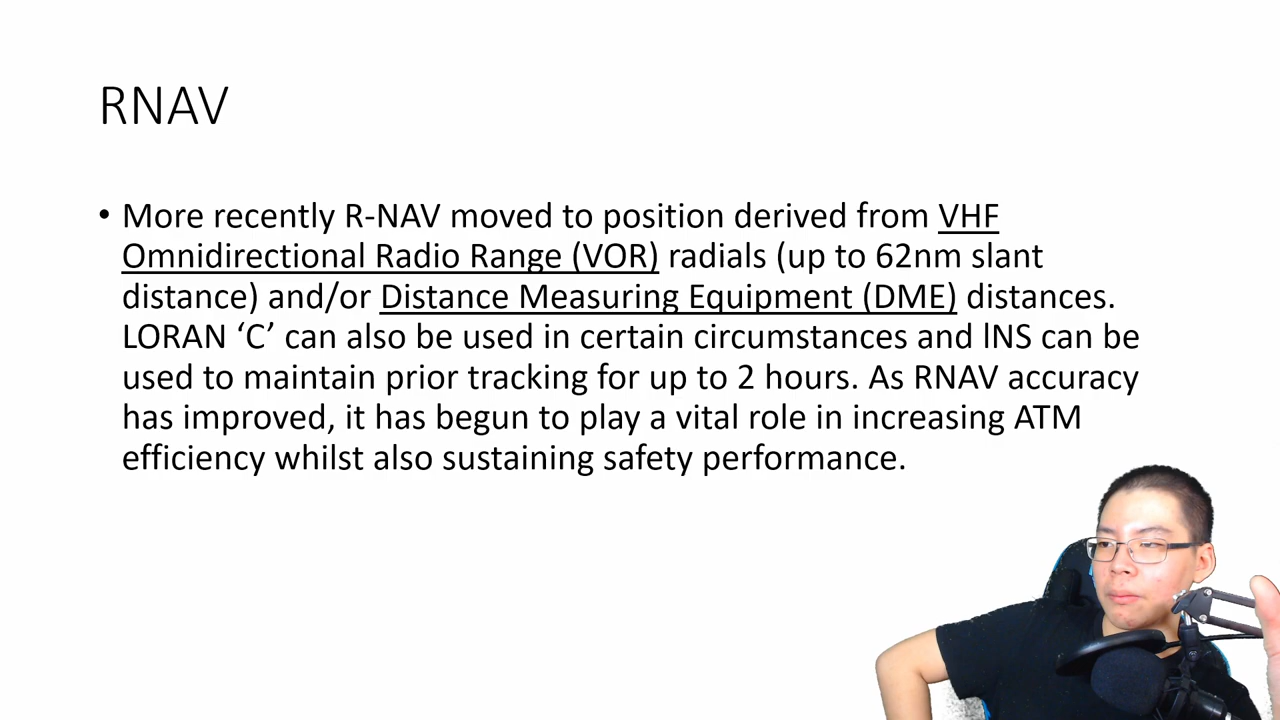 RNAV
• More recently R-NAV moved to position derived from VHF
Omnidirectional Radio Range (VOR) radials (up to 62nm slant
distance) and/or Distance Measuring Equipment (DME) distances.
LORAN ‘C’ can also be used in certain circumstances and lNS can be
used to maintain prior tracking for up to 2 hours. As RNAV accuracy
has improved, it has begun to play a vital role in increasing ATM
efficiency whilst also sustaining safety performance.